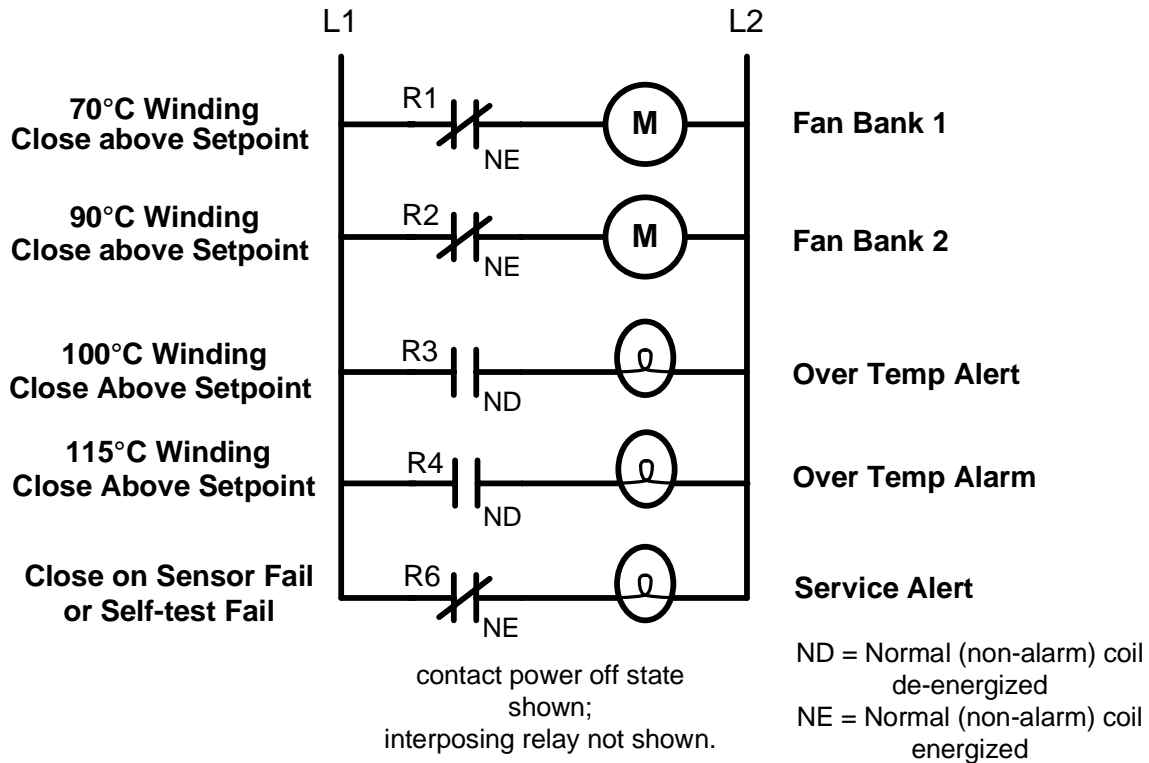 L1
L2
70°C Winding
Close above Setpoint
R1
NE
M
Fan Bank 1
90°C Winding
Close above Setpoint
R2
NE
M
Fan Bank 2
100°C Winding
Close Above Setpoint
R3
ND
Over Temp Alert
115°C Winding
Close Above Setpoint
R4
ND
Over Temp Alarm
Close on Sensor Fail
or Self-test Fail
R6
NE
Service Alert
contact power off state
shown;
interposing relay not shown.
ND = Normal (non-alarm) coil
de-energized
NE = Normal (non-alarm) coil
energized